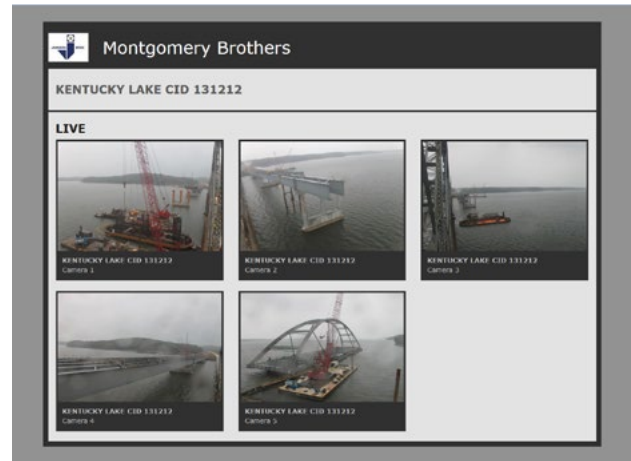 Montgomery Brothers
KENTUCKY LAKE CID 131212
LIVE
KENTUCKY LAKE CID 131212
Camera 1
KENTUCKY LAKE CID 131212
Camera 2
KENTUCKY LAKE CID 131212
Camera 3
KENTUCKY LAKE CID 131212
Camera 4
KENTUCKY LAKE CID 131212
Camera 5